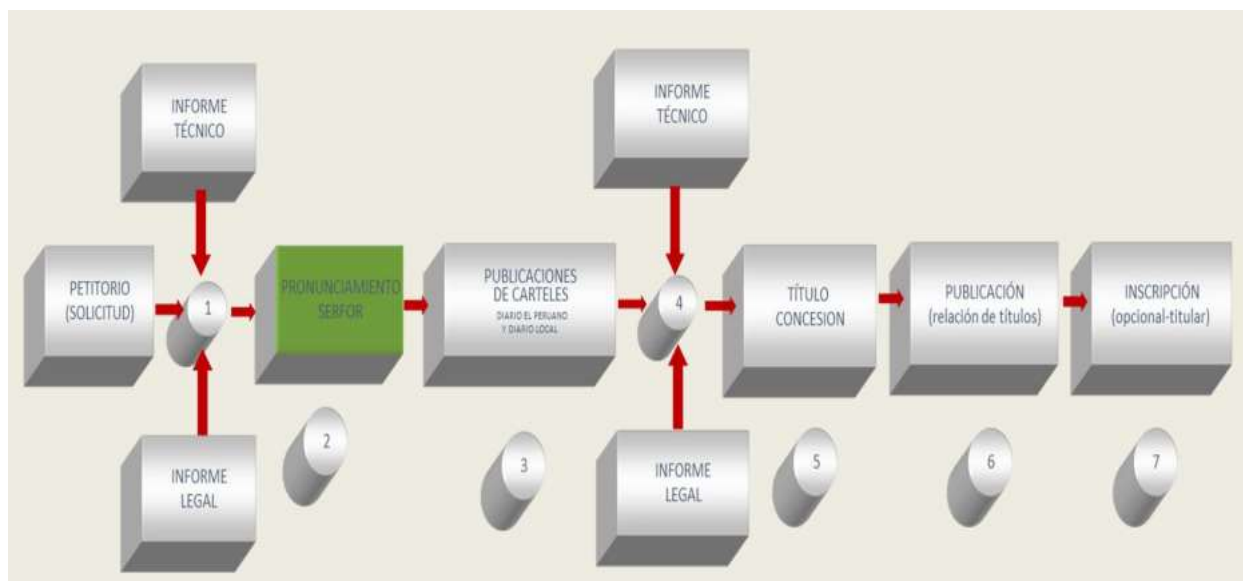 INFORME
TÉCNICO
INFORME
TÉCNICO
PETITORIO
(SOLICITUD)
1
PRONUNCIAMIENTO
SERFOR
PUBLICACIONES
DE CARTELES
DIARIO EL PERUANO
Y DIARIO LOCAL
4
TÍTULO
CONCESION
PUBLICACIÓN
(relación de títulos)
INSCRIPCIÓN
(opcional-titular)
INFORME
LEGAL
2
3
INFORME
LEGAL
5
6
7